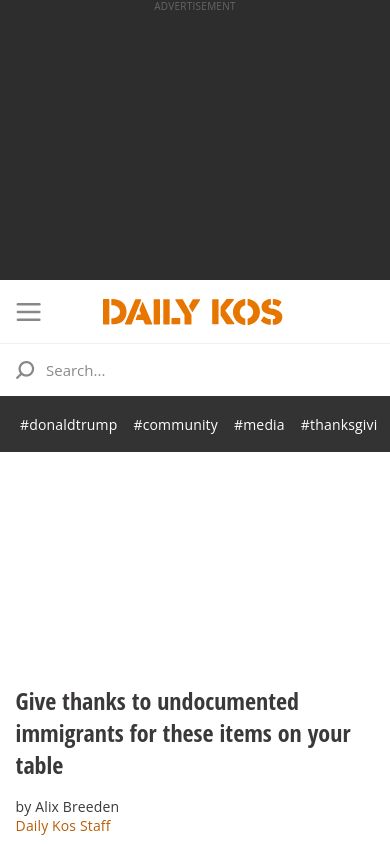 ADVERTISEMENT
DAILY KOS
Search...
#donaldtrump #community #media #thanksgivi
Give thanks to undocumented
immigrants for these items on your
table
by Alix Breeden
Daily Kos Staff